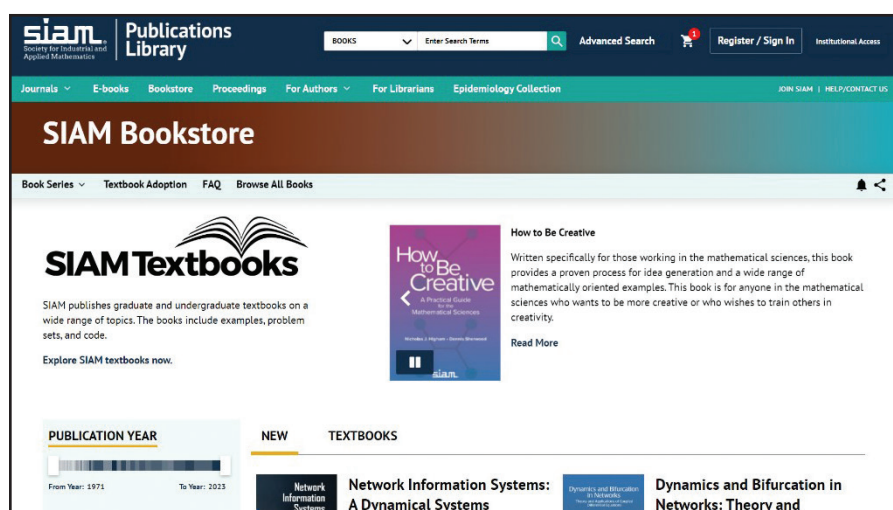 siam.
Society for Industrial and
Applied Mathematics
Publications
Library
BOOKS
Enter Search Terms
Advanced Search
1
Register / Sign In
Institutional Access
Journals
E-books
Bookstore
Proceedings
For Authors
For Librarians
Epidemiology Collection
JOIN SIAM | HELP/CONTACT US
SIAM Bookstore
Book Series
Textbook Adoption
FAQ
Browse All Books
SIAM Textbooks
SIAM publishes graduate and undergraduate textbooks on a
wide range of topics. The books include examples, problem
sets, and code.
Explore SIAM textbooks now.
How
to Be
Creative
A Practical Guide
for the
Mathematical Sciences
Nicholas J. Higham • Dennis Sherwood
siam.
How to Be Creative
Written specifically for those working in the mathematical sciences, this book
provides a proven process for idea generation and a wide range of
mathematically oriented examples. This book is for anyone in the mathematical
sciences who wants to be more creative or who wishes to train others in
creativity.
Read More
PUBLICATION YEAR
From Year: 1971
To Year: 2023
NEW
TEXTBOOKS
Network
Information
Systems
Network Information Systems:
A Dynamical Systems
Dynamics and Bifurcation
in Networks
Dynamics and Bifurcation in
Networks: Theory and